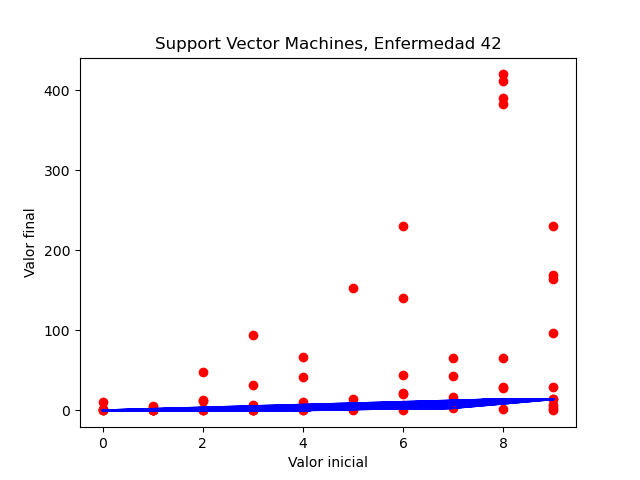 Support Vector Machines, Enfermedad 42
400
300
200
100
0
0 2 4 6 8
Valor final
Valor inicial